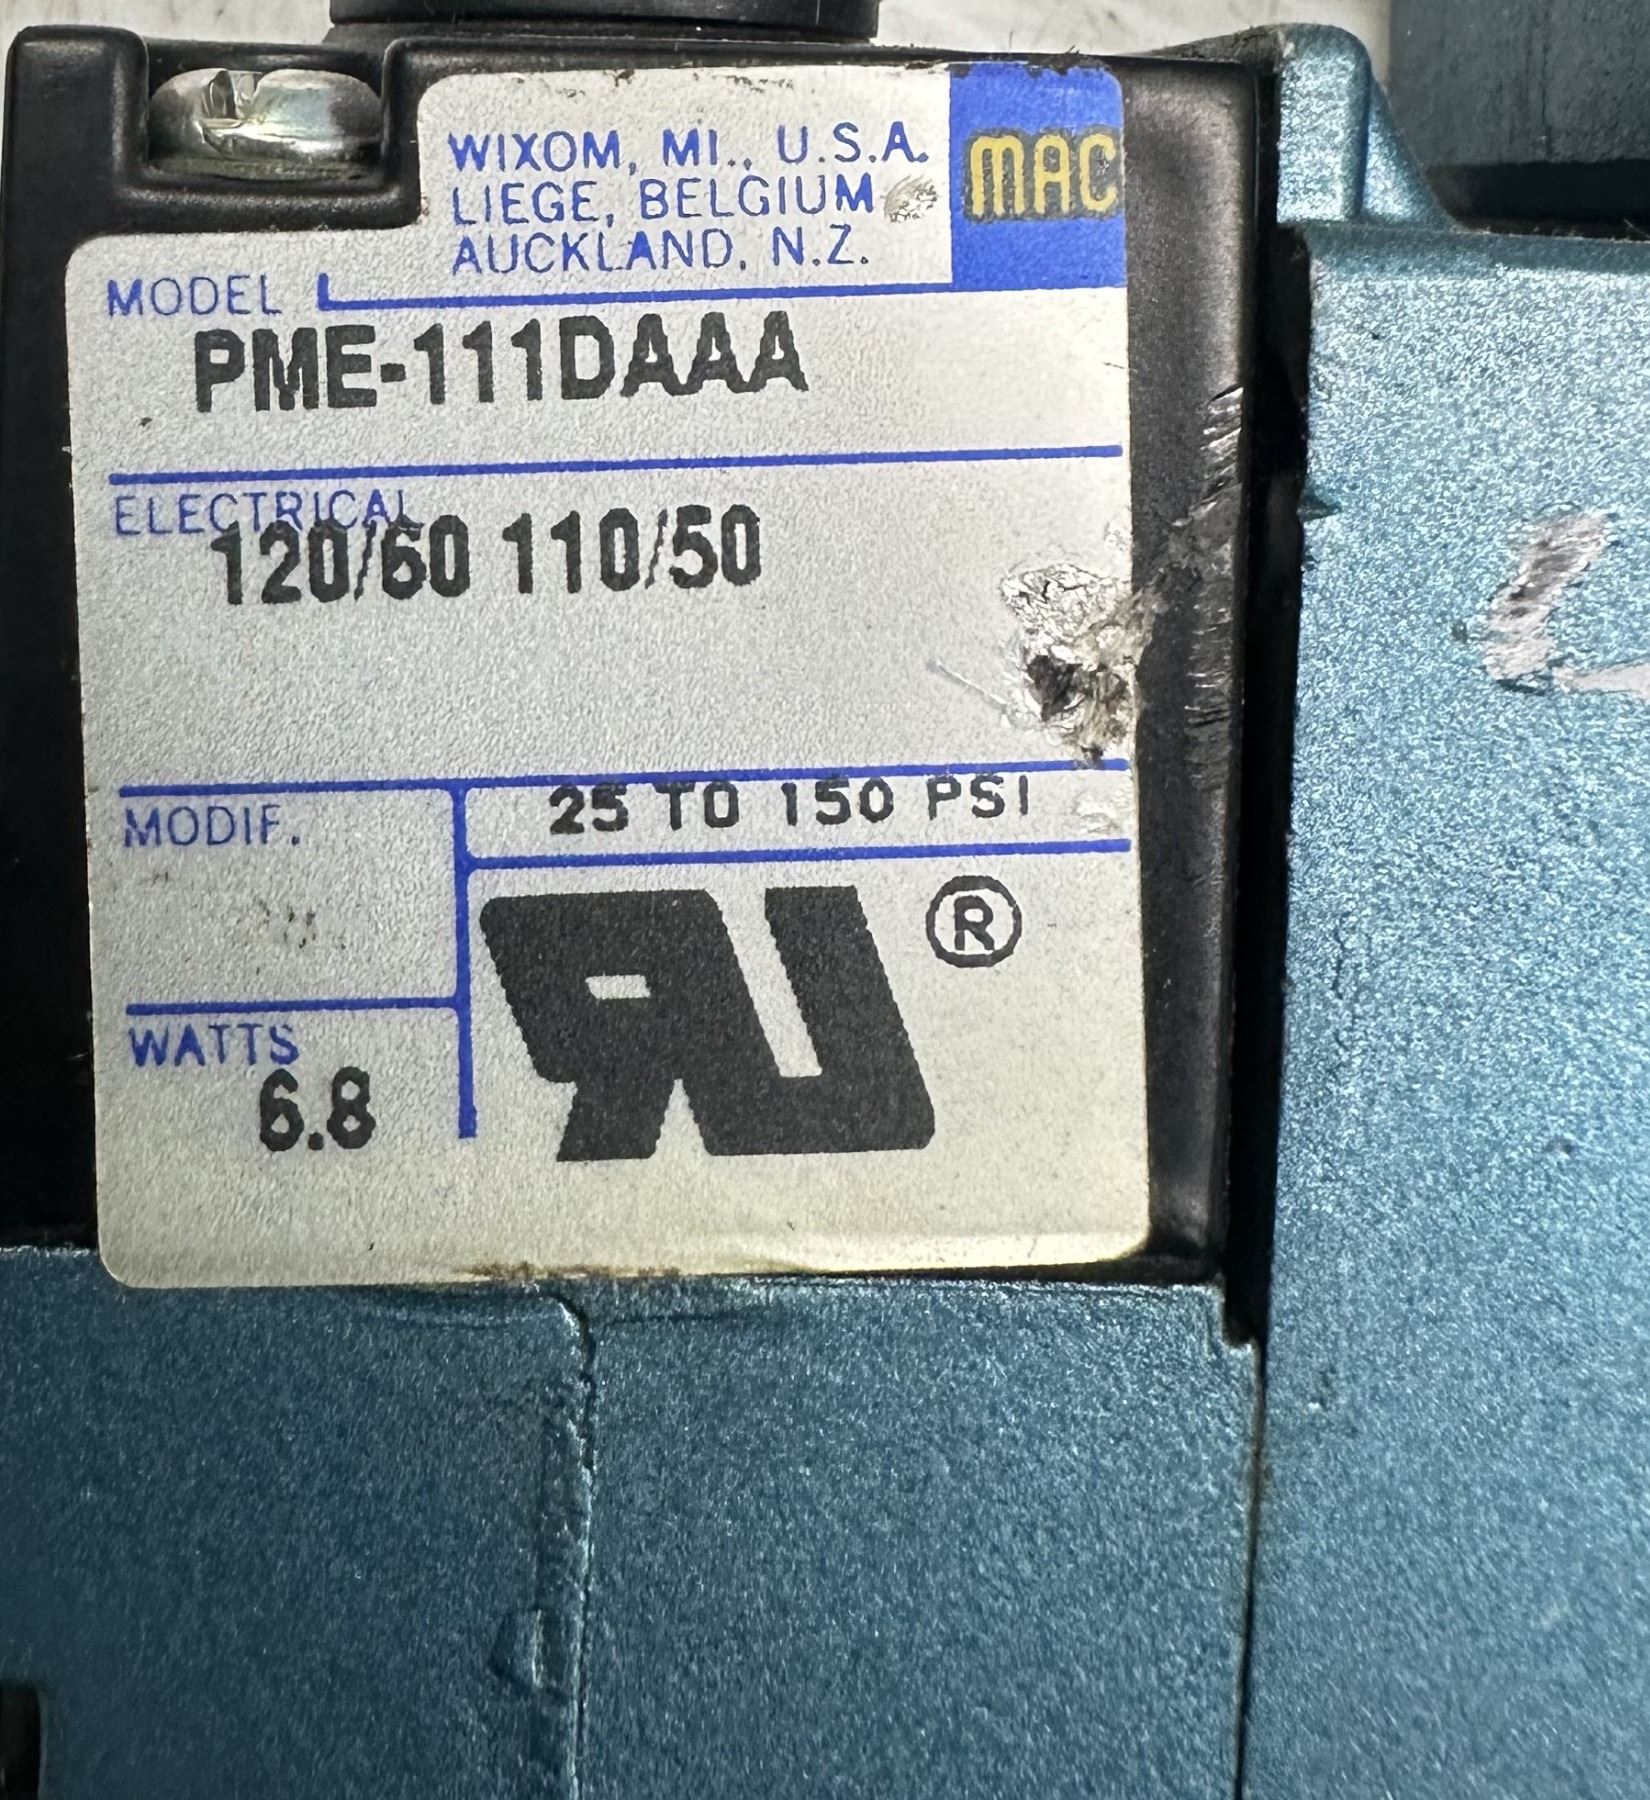 WIXOM, MI., U.S.A.
LIEGE, BELGIUM
AUCKLAND, N.Z.
MAC
MODEL
PME-111DAAA
ELECTRICAL
120/60 110/50
MODIF.
25 TO 150 PSI
RU®
WATTS
6.8